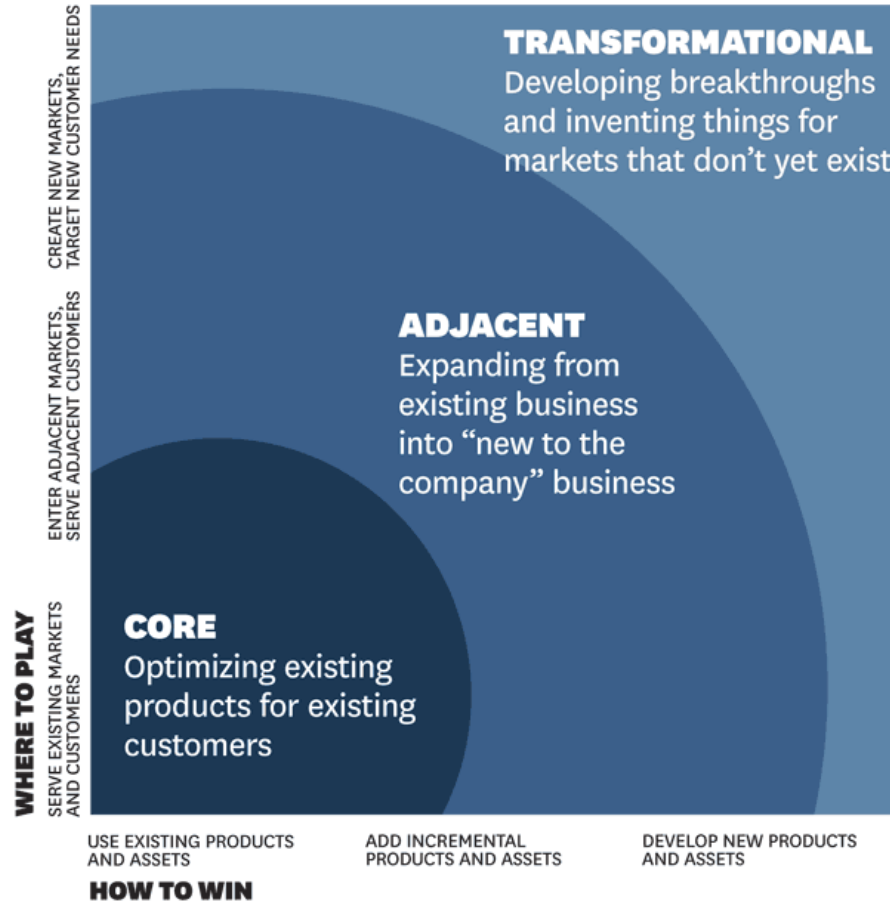 TRANSFORMATIONAL
Developing breakthroughs
and inventing things for
markets that don't yet exist
ADJACENT
Expanding from
existing business
into “new to the
company” business
CORE
Optimizing existing
products for existing
customers
WHERE TO PLAY
CREATE NEW MARKETS,
TARGET NEW CUSTOMER NEEDS
ENTER ADJACENT MARKETS,
SERVE ADJACENT CUSTOMERS
SERVE EXISTING MARKETS
AND CUSTOMERS
USE EXISTING PRODUCTS
AND ASSETS
ADD INCREMENTAL
PRODUCTS AND ASSETS
DEVELOP NEW PRODUCTS
AND ASSETS
HOW TO WIN